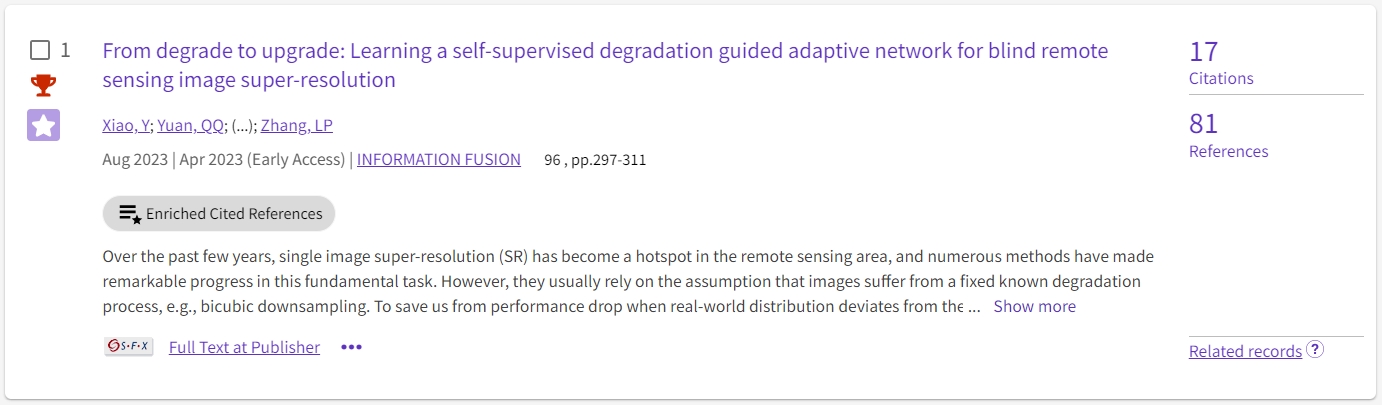 1
From degrade to upgrade: Learning a self-supervised degradation guided adaptive network for blind remote
sensing image super-resolution
Xiao, Y; Yuan, QQ; (...); Zhang, LP
Aug 2023 | Apr 2023 (Early Access) | INFORMATION FUSION 96 , pp.297-311
Enriched Cited References
Over the past few years, single image super-resolution (SR) has become a hotspot in the remote sensing area, and numerous methods have made
remarkable progress in this fundamental task. However, they usually rely on the assumption that images suffer from a fixed known degradation
process, e.g., bicubic downsampling. To save us from performance drop when real-world distribution deviates from the ... Show more
S·F·X Full Text at Publisher •••
17
Citations
81
References
Related records ?